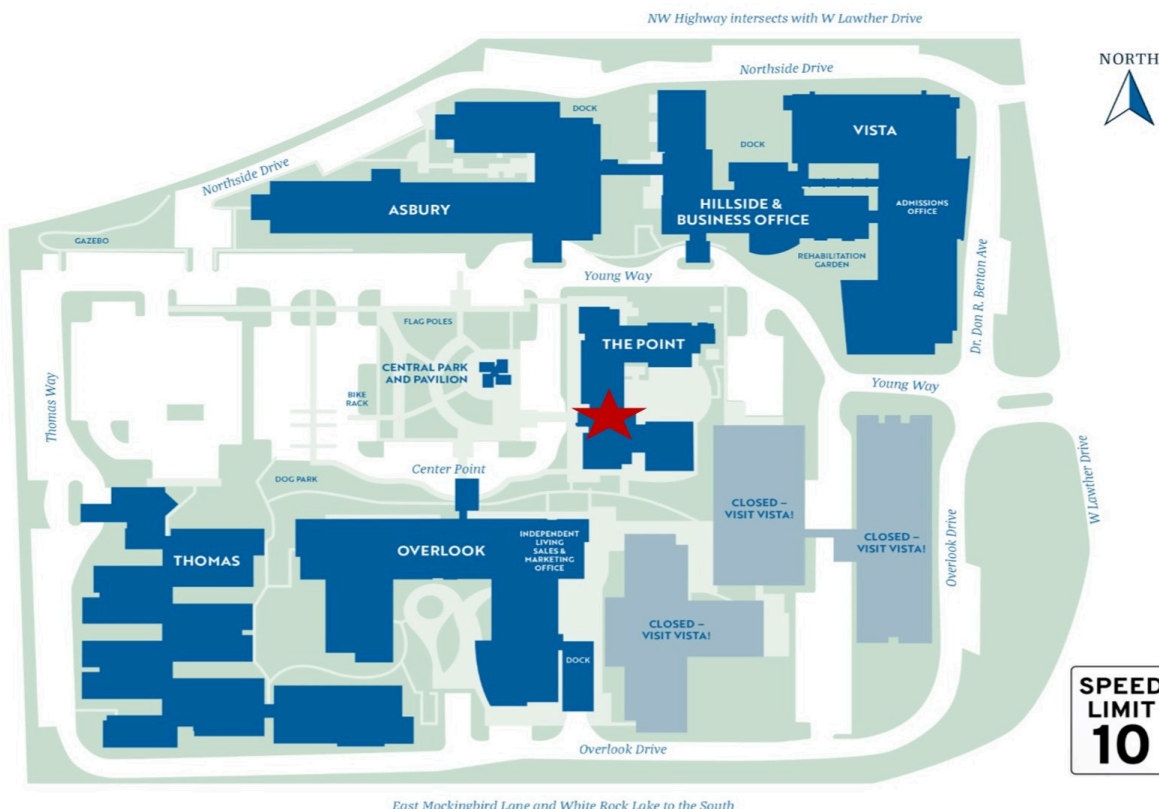 NW Highway intersects with W Lawther Drive
NORTH
Northside Drive
DOCK
VISTA
DOCK
Northside Drive
ASBURY
HILLSIDE &
BUSINESS OFFICE
ADMISSIONS
OFFICE
GAZEBO
REHABILITATION
GARDEN
Young Way
Dr. Don R. Benton Ave
FLAG POLES
THE POINT
CENTRAL PARK
AND PAVILION
Young Way
BIKE
RACK
Thomas Way
Center Point
DOG PARK
W Lawther Drive
CLOSED –
VISIT VISTA!
CLOSED –
VISIT VISTA!
INDEPENDENT
LIVING
SALES &
MARKETING
OFFICE
OVERLOOK
THOMAS
Overlook Drive
CLOSED –
VISIT VISTA!
DOCK
SPEED
LIMIT
10
Overlook Drive
East Mockingbird Lane and White Rock Lake to the South